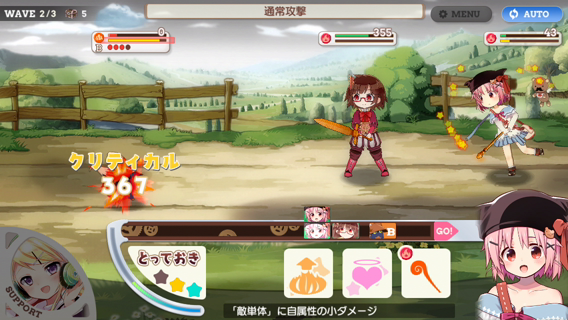 WAVE 2/3 5
通常攻撃
MENU
AUTO
0
B
355
43
クリティカル
367
B
GO!
とっておき
SUPPORT
「敵単体」に自属性の小ダメージ